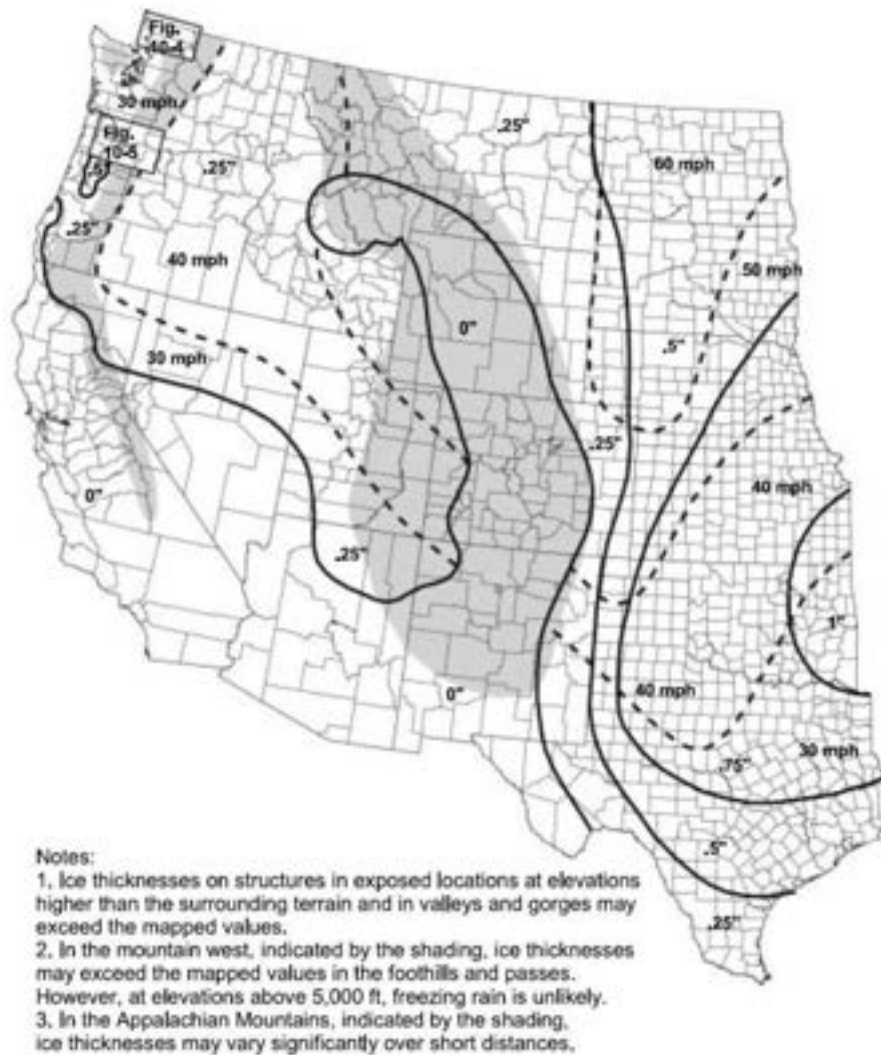 Fig.
10-4
30 mph
Fig.
10-5
.5"
.25"
.25"
.25"
60 mph
40 mph
50 mph
0"
.5"
30 mph
.25"
40 mph
0"
.25"
1"
0"
40 mph
30 mph
.75"
.5"
.25"
Notes:
1. Ice thicknesses on structures in exposed locations at elevations
higher than the surrounding terrain and in valleys and gorges may
exceed the mapped values.
2. In the mountain west, indicated by the shading, ice thicknesses
may exceed the mapped values in the foothills and passes.
However, at elevations above 5,000 ft, freezing rain is unlikely.
3. In the Appalachian Mountains, indicated by the shading,
ice thicknesses may vary significantly over short distances.